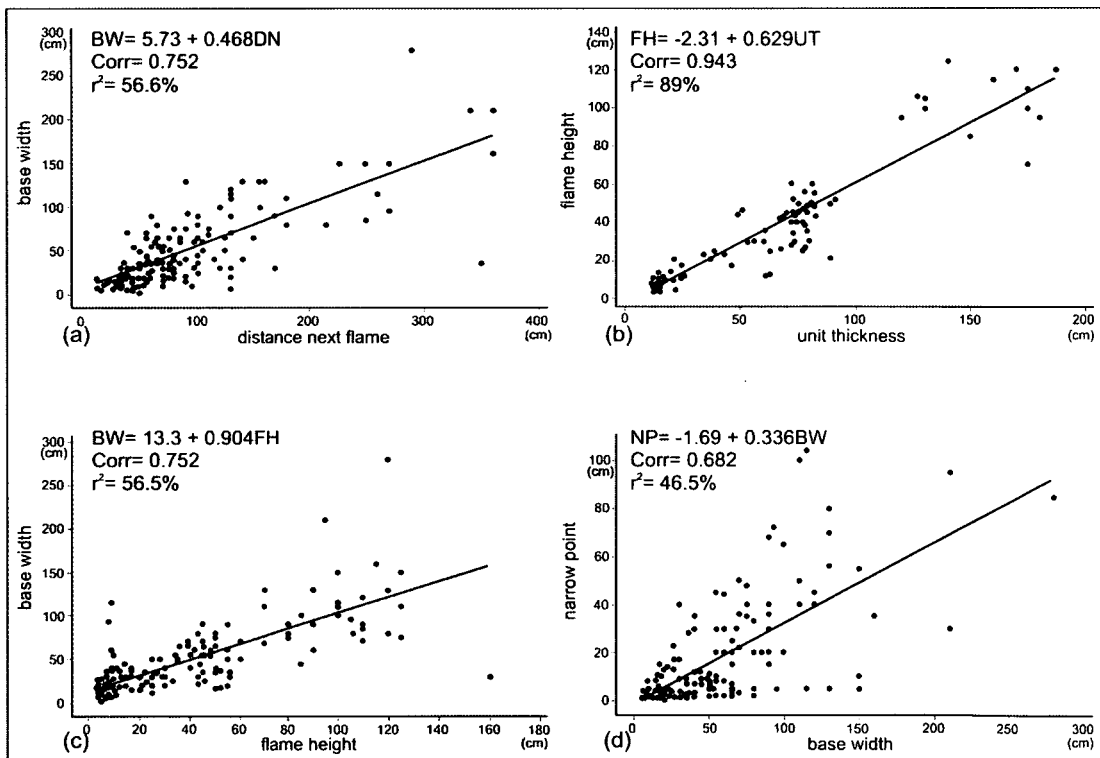 BW= 5.73 + 0.468DN
Corr= 0.752
r²= 56.6%
300
(cm)
250
200
150
100
50
0
base width
0
100
200
300
400
(cm)
distance next flame
(a)
FH= -2.31 + 0.629UT
Corr= 0.943
r²= 89%
140
(cm)
120
100
80
60
40
20
0
flame height
0
50
100
150
200
(cm)
unit thickness
(b)
BW= 13.3 + 0.904FH
Corr= 0.752
r²= 56.5%
300
(cm)
250
200
150
100
50
0
base width
0
20
40
60
80
100
120
140
160
180
(cm)
flame height
(c)
NP= -1.69 + 0.336BW
Corr= 0.682
r²= 46.5%
100
(cm)
80
60
40
20
0
narrow point
0
50
100
150
200
250
300
(cm)
base width
(d)